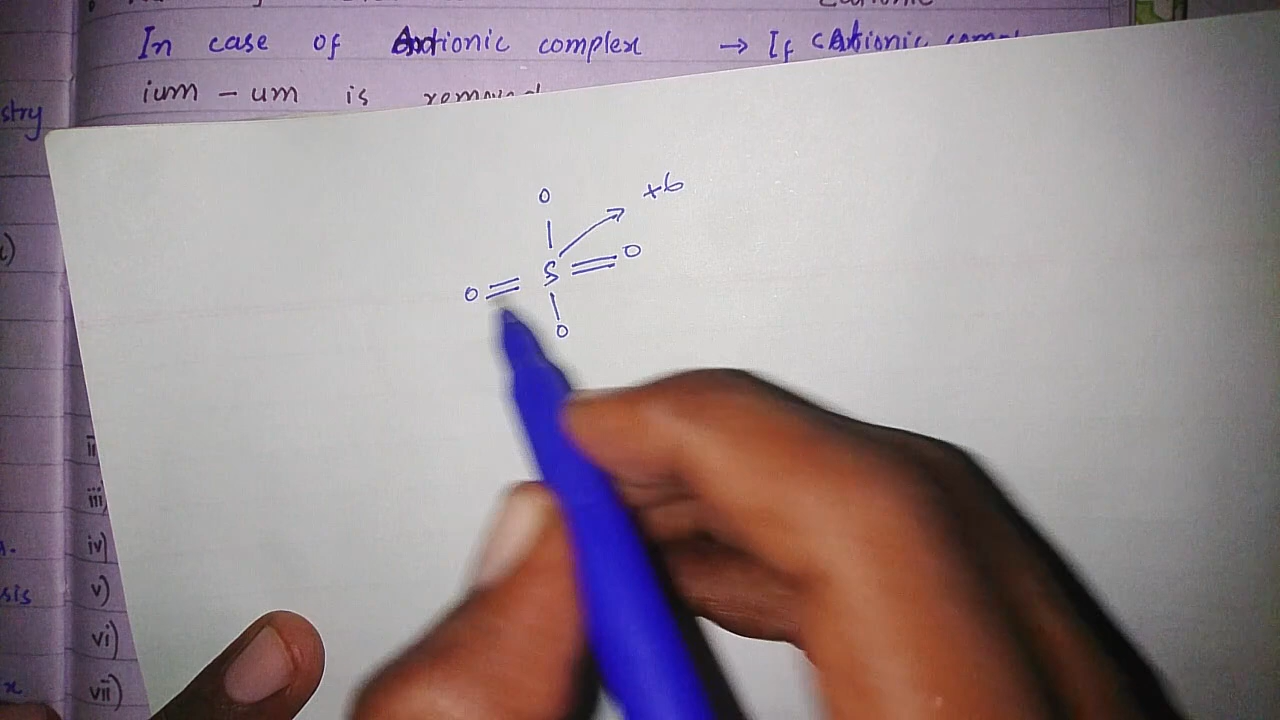 In case of Anionic complex → If cationic
ium - um is
stry
O
+6
S O
O
O
ii
iii)
iv)
v)
sis
vi)
x
vii)